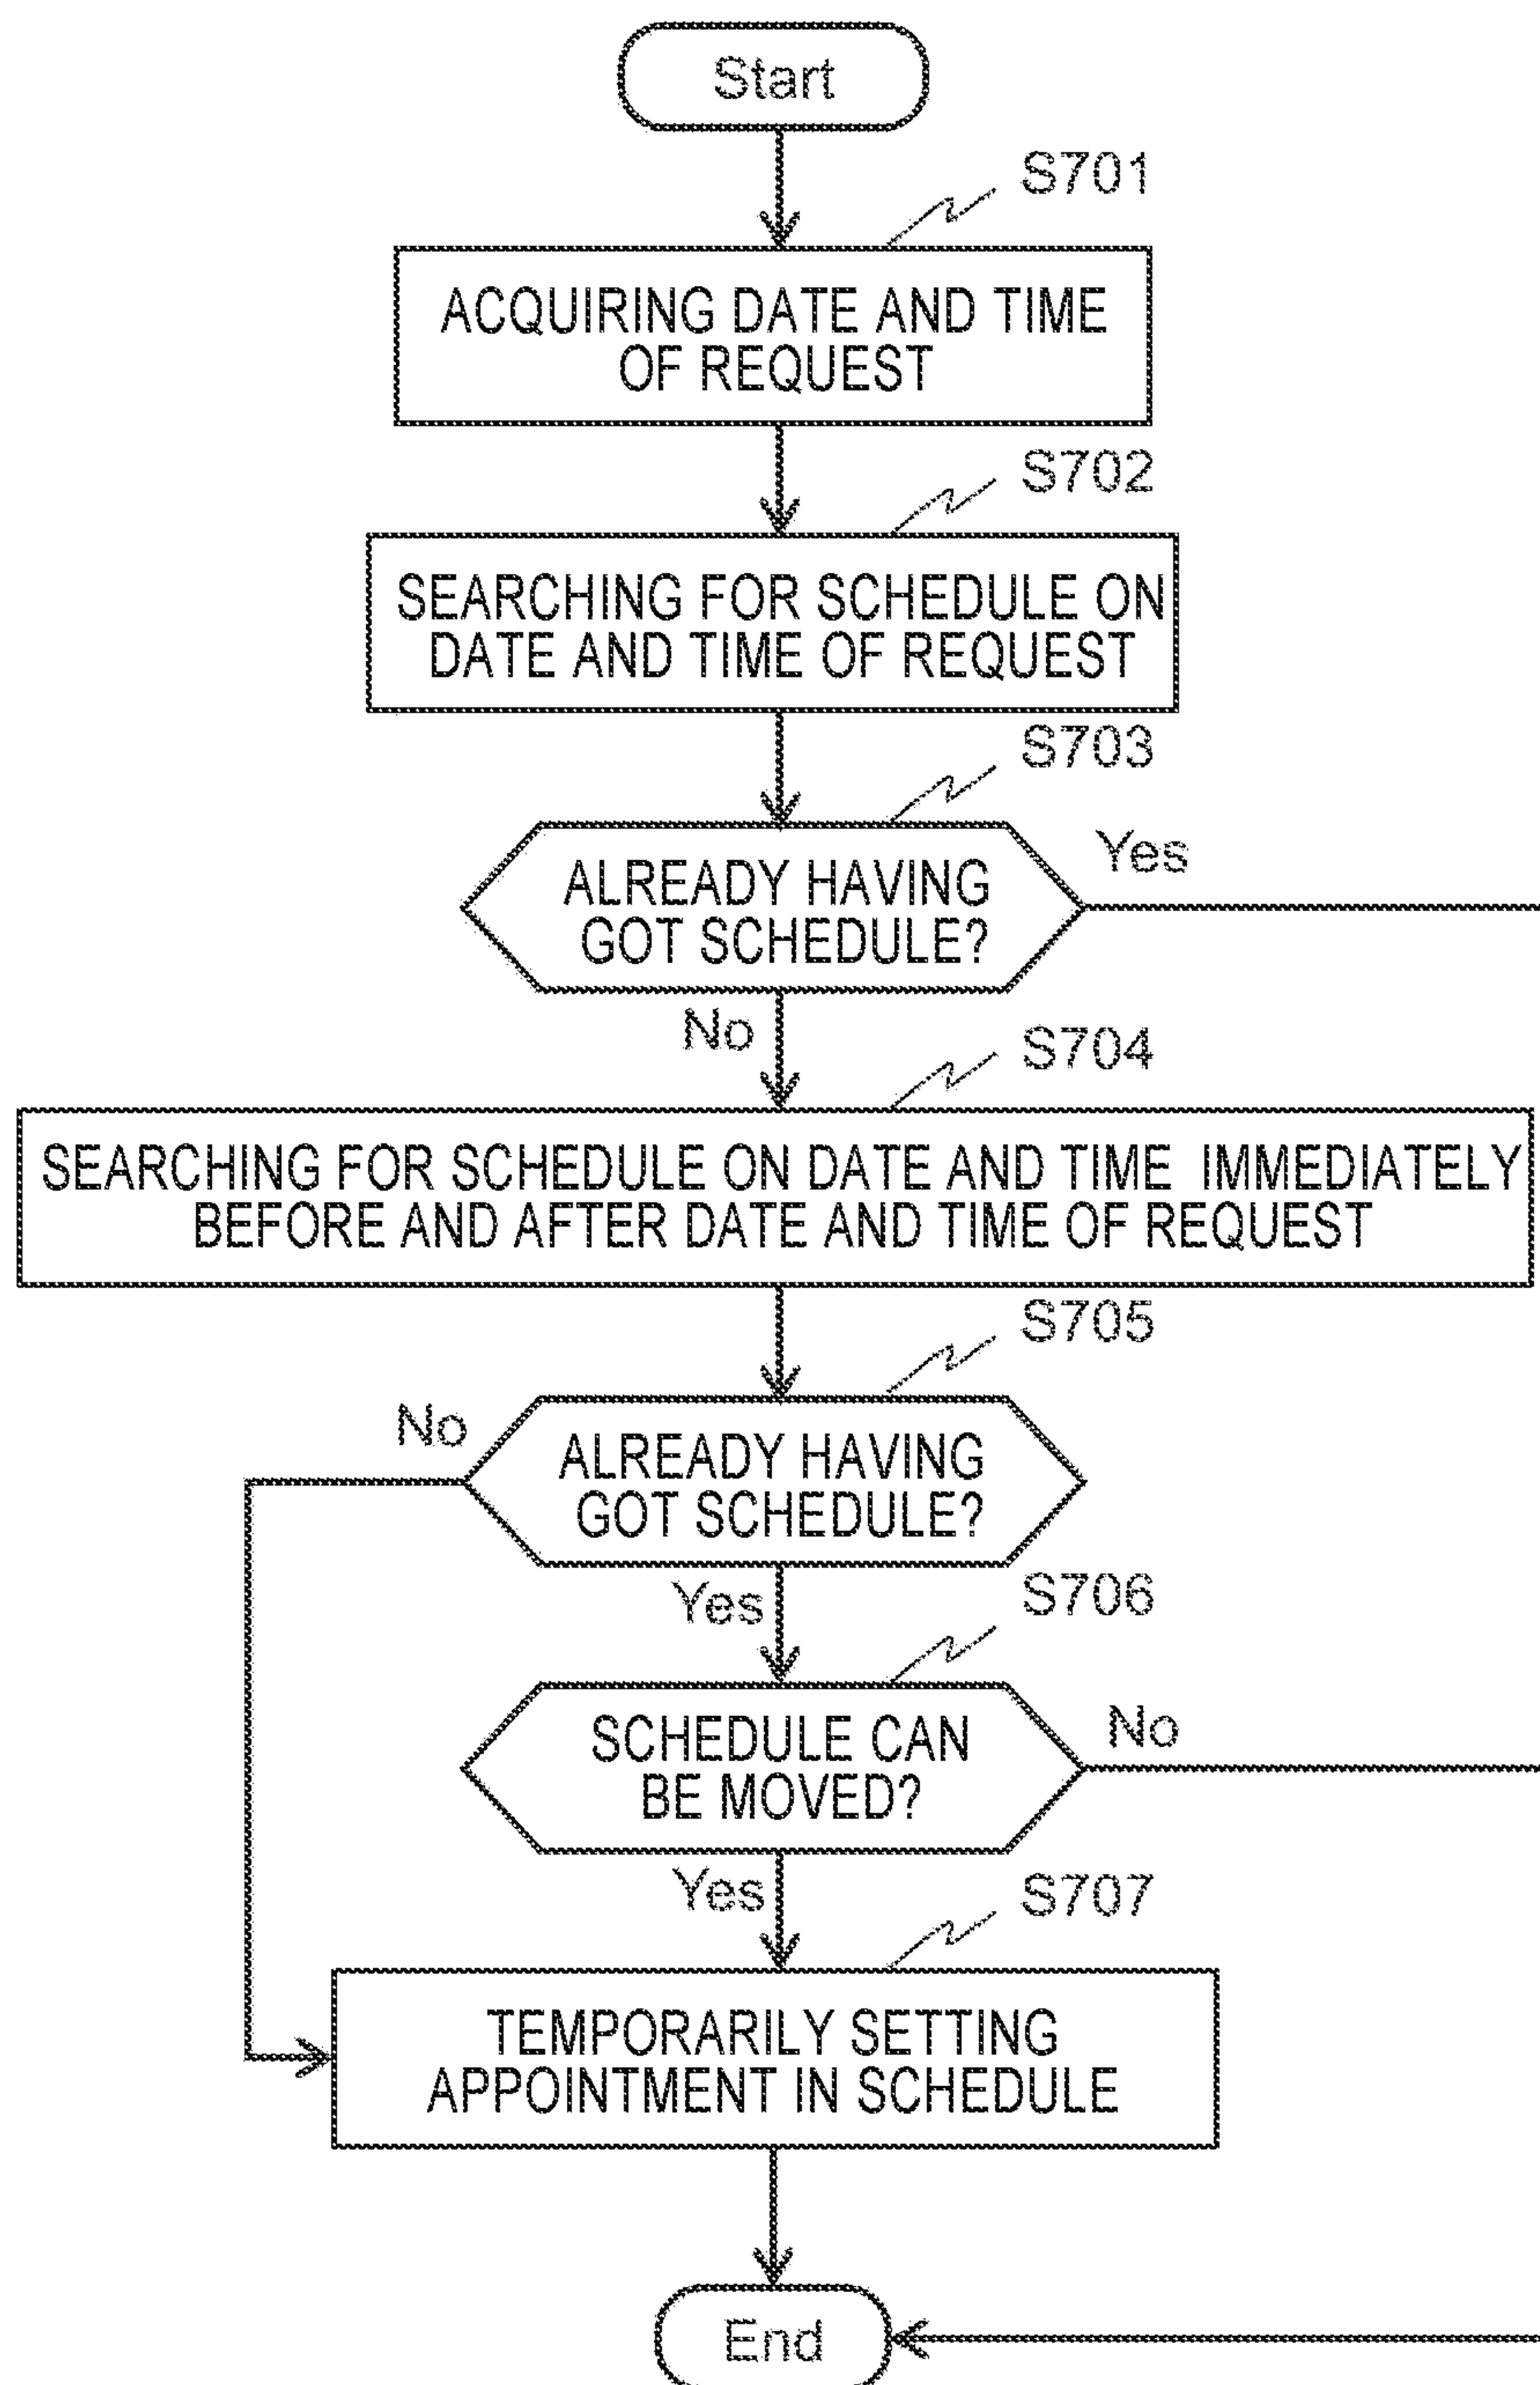 Start
S701
ACQUIRING DATE AND TIME
OF REQUEST
S702
SEARCHING FOR SCHEDULE ON
DATE AND TIME OF REQUEST
S703
ALREADY HAVING
GOT SCHEDULE?
Yes
No
S704
SEARCHING FOR SCHEDULE ON DATE AND TIME IMMEDIATELY
BEFORE AND AFTER DATE AND TIME OF REQUEST
S705
No
ALREADY HAVING
GOT SCHEDULE?
Yes
S706
SCHEDULE CAN
BE MOVED?
No
Yes
S707
TEMPORARILY SETTING
APPOINTMENT IN SCHEDULE
End